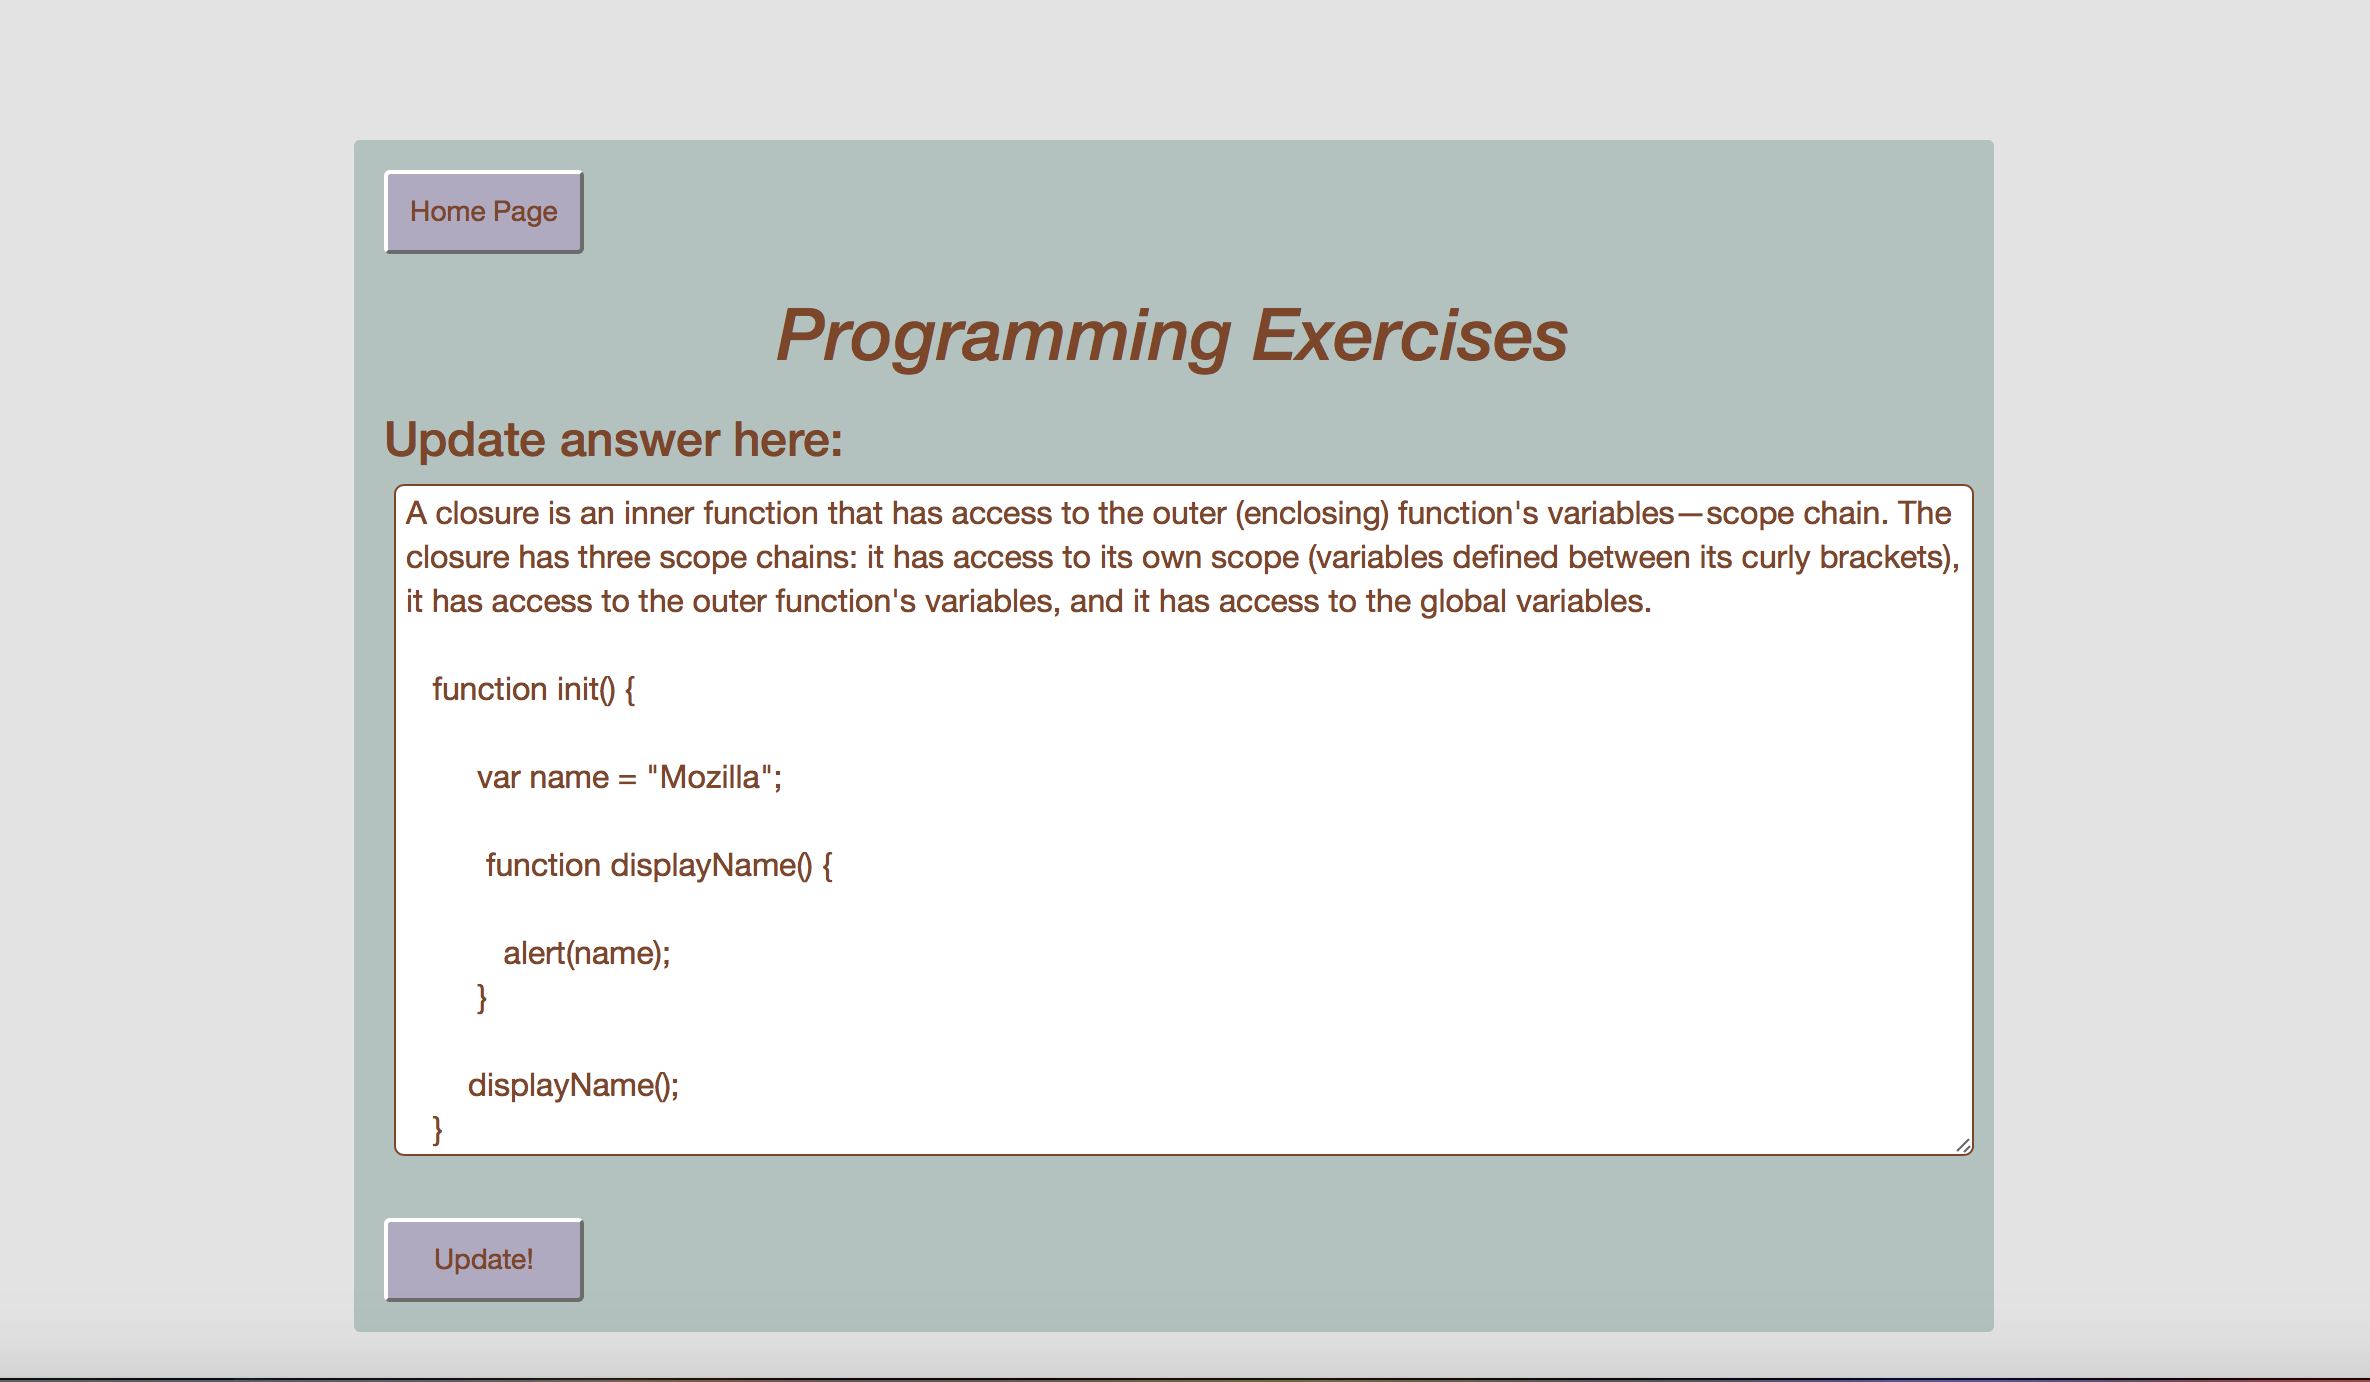 Home Page
Programming Exercises
Update answer here:
A closure is an inner function that has access to the outer (enclosing) function's variables—scope chain. The
closure has three scope chains: it has access to its own scope (variables defined between its curly brackets),
it has access to the outer function's variables, and it has access to the global variables.
function init() {
var name = "Mozilla";
function displayName() {
alert(name);
}
displayName();
}
Update!